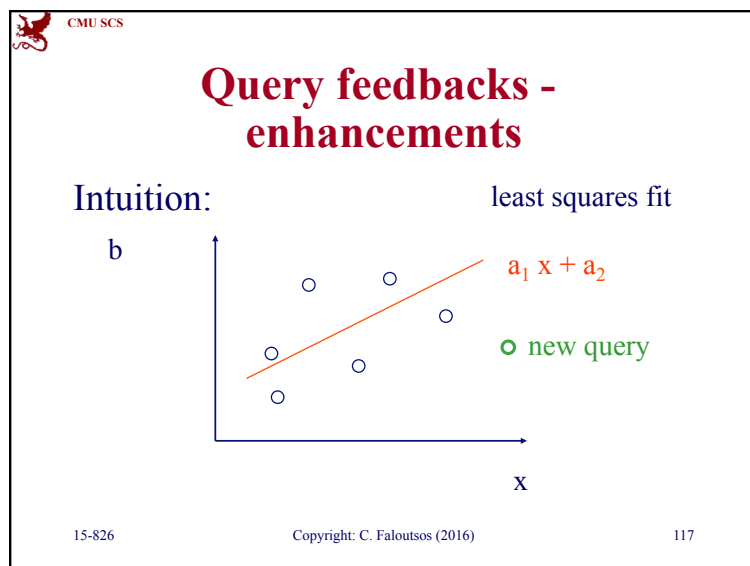 CMU SCS
Query feedbacks -
enhancements
Intuition:
least squares fit
b
a₁ x + a₂
new query
x
15-826
Copyright: C. Faloutsos (2016)
117